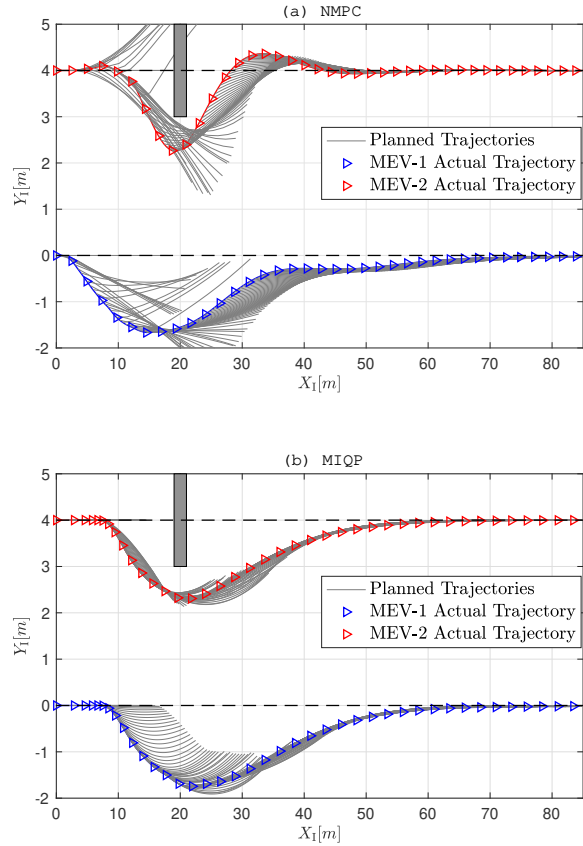 (a) NMPC
5
4
3
2
1
0
-1
-2
Y_I[m]
Planned Trajectories
MEV-1 Actual Trajectory
MEV-2 Actual Trajectory
0 10 20 30 40 50 60 70 80
X_I[m]
(b) MIQP
5
4
3
2
1
0
-1
-2
Y_I[m]
Planned Trajectories
MEV-1 Actual Trajectory
MEV-2 Actual Trajectory
0 10 20 30 40 50 60 70 80
X_I[m]